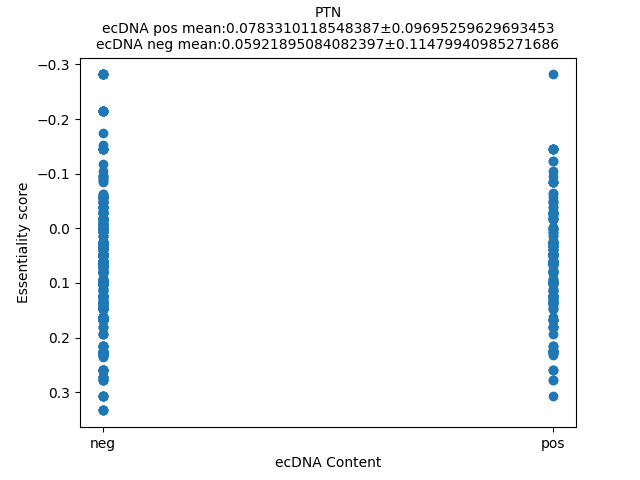 PTN
ecDNA pos mean:0.0783310118548387±0.09695259629693453
ecDNA neg mean:0.05921895084082397±0.11479940985271686
−0.3
−0.2
−0.1
0.0
0.1
0.2
0.3
Essentiality score
neg
pos
ecDNA Content